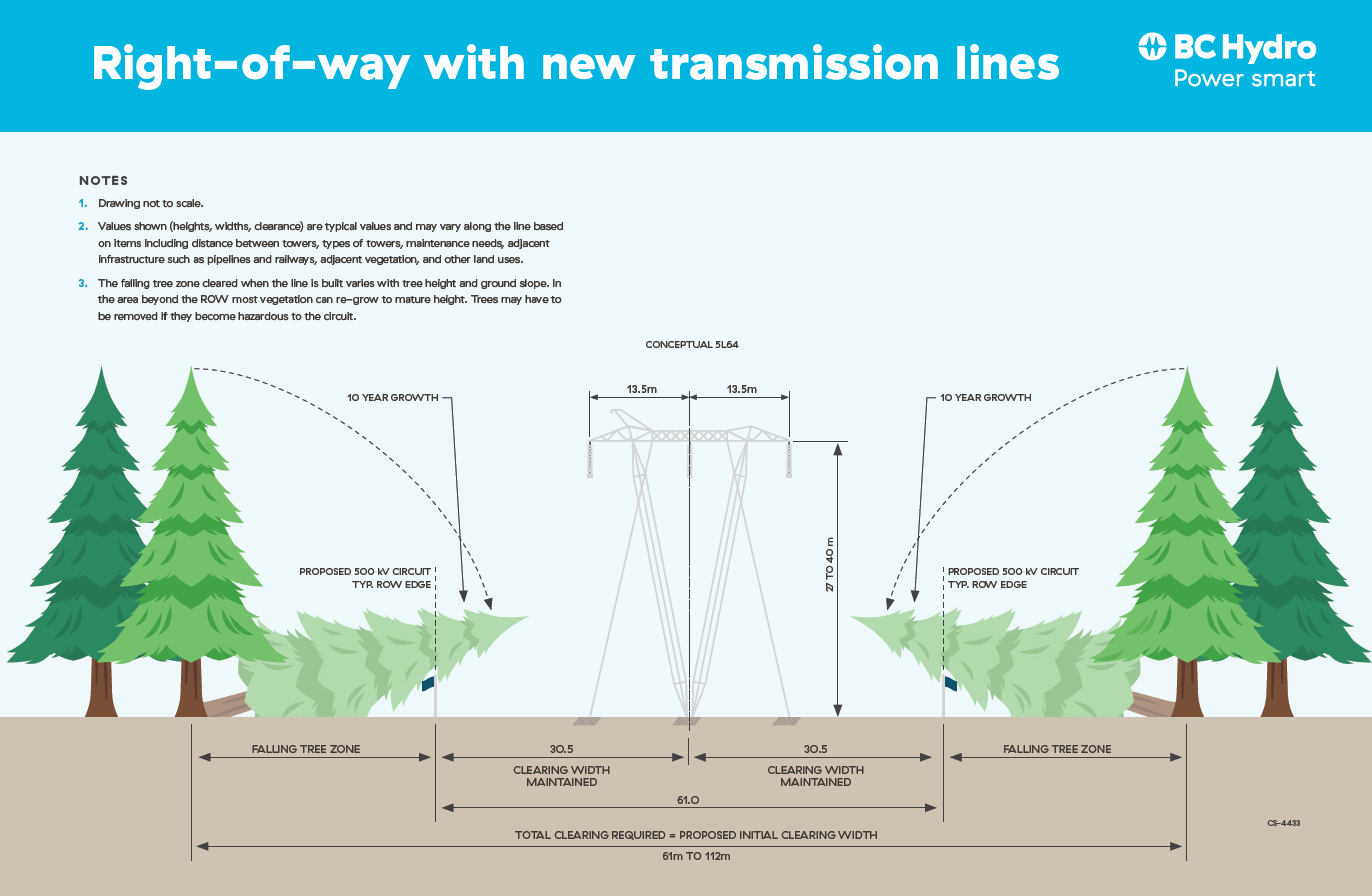 Right-of-way with new transmission lines
BC Hydro
Power smart
NOTES
1. Drawing not to scale.
2. Values shown (heights, widths, clearance) are typical values and may vary along the line based
on items including distance between towers, types of towers, maintenance needs, adjacent
infrastructure such as pipelines and railways, adjacent vegetation, and other land uses.
3. The falling tree zone cleared when the line is built varies with tree height and ground slope. In
the area beyond the ROW most vegetation can re-grow to mature height. Trees may have to
be removed if they become hazardous to the circuit.
CONCEPTUAL 5L64
13.5m
13.5m
10 YEAR GROWTH
10 YEAR GROWTH
27 TO 40 m
PROPOSED 500 kV CIRCUIT
TYP. ROW EDGE
PROPOSED 500 kV CIRCUIT
TYP. ROW EDGE
FALLING TREE ZONE
30.5
30.5
FALLING TREE ZONE
CLEARING WIDTH
MAINTAINED
CLEARING WIDTH
MAINTAINED
61.0
CS-4433
TOTAL CLEARING REQUIRED = PROPOSED INITIAL CLEARING WIDTH
61m TO 112m